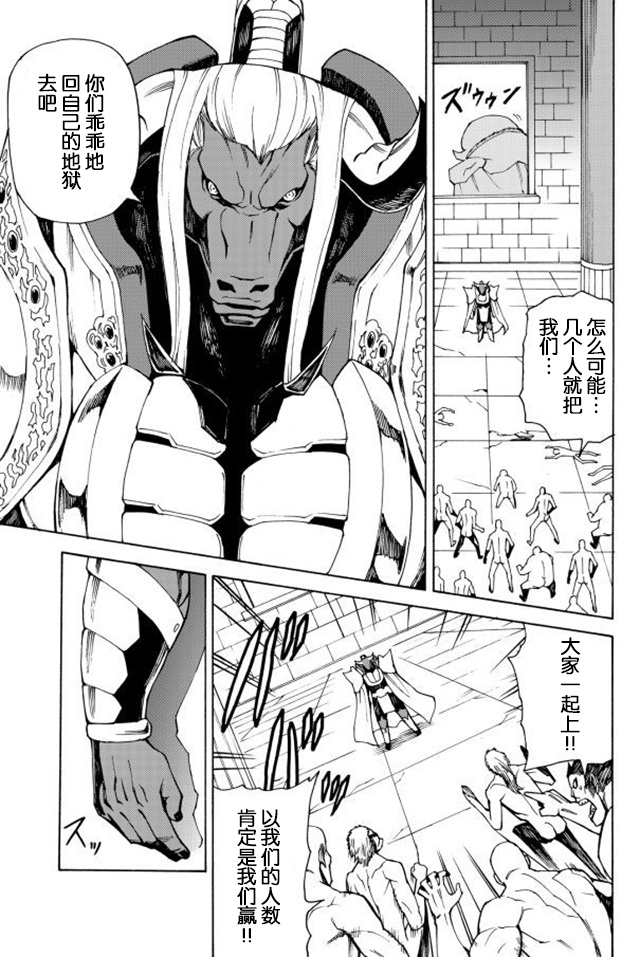 ズウウン
怎么可能…
几个人就把
我们…
你们乖乖地
回自己的地狱
去吧
大家一起上!!
以我们的人数
肯定是我们赢!!
スッ